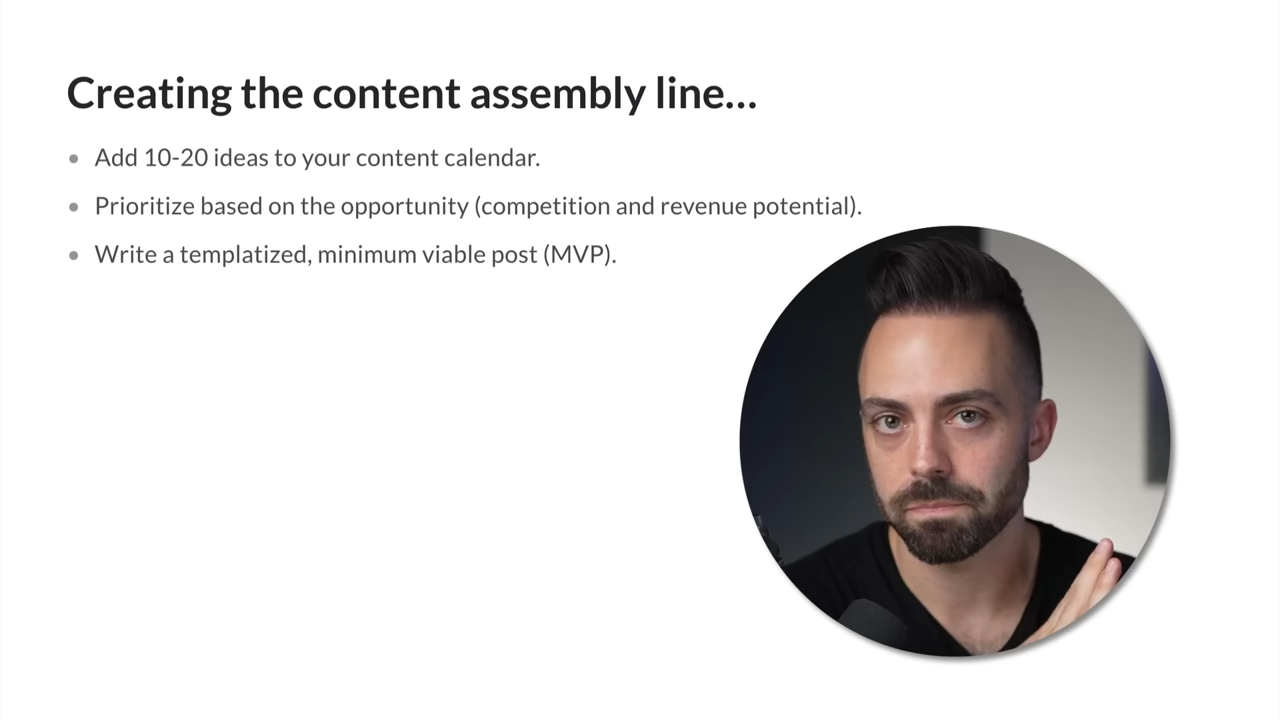 Creating the content assembly line...
• Add 10-20 ideas to your content calendar.
• Prioritize based on the opportunity (competition and revenue potential).
• Write a templatized, minimum viable post (MVP).